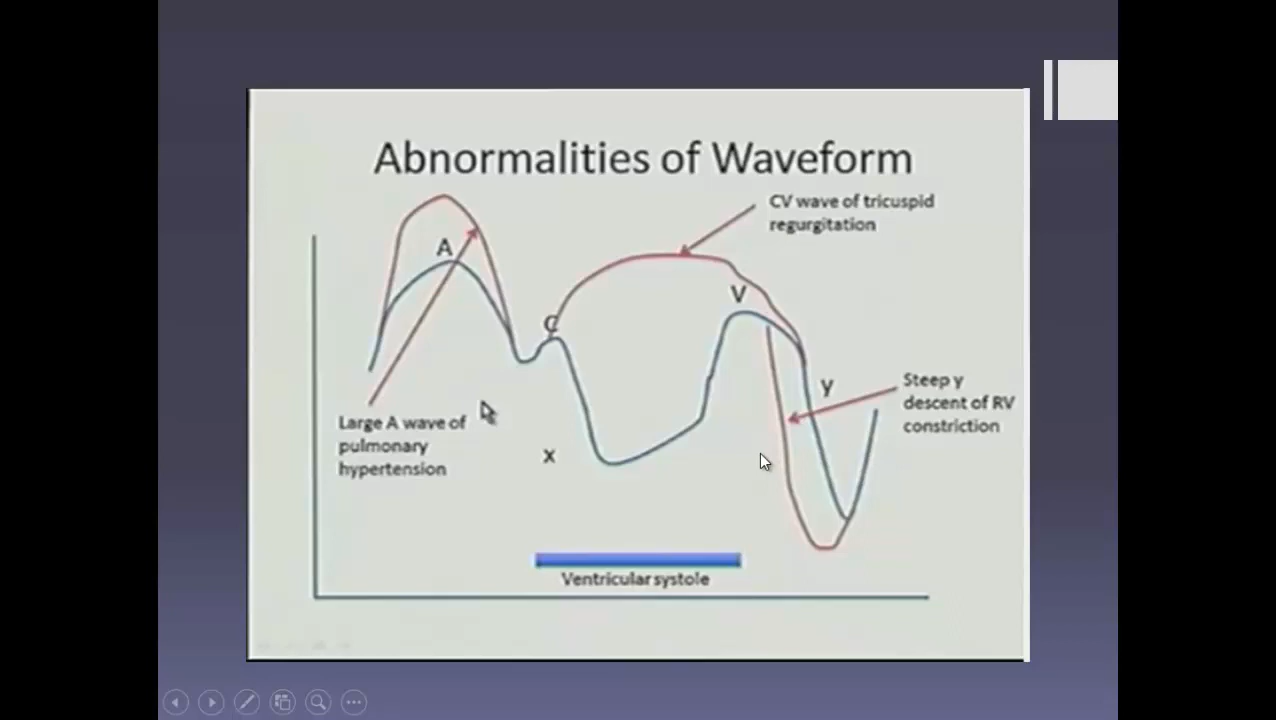 Abnormalities of Waveform
CV wave of tricuspid
regurgitation
A
V
C
y
Steep y
descent of RV
constriction
Large A wave of
pulmonary
hypertension
x
Ventricular systole